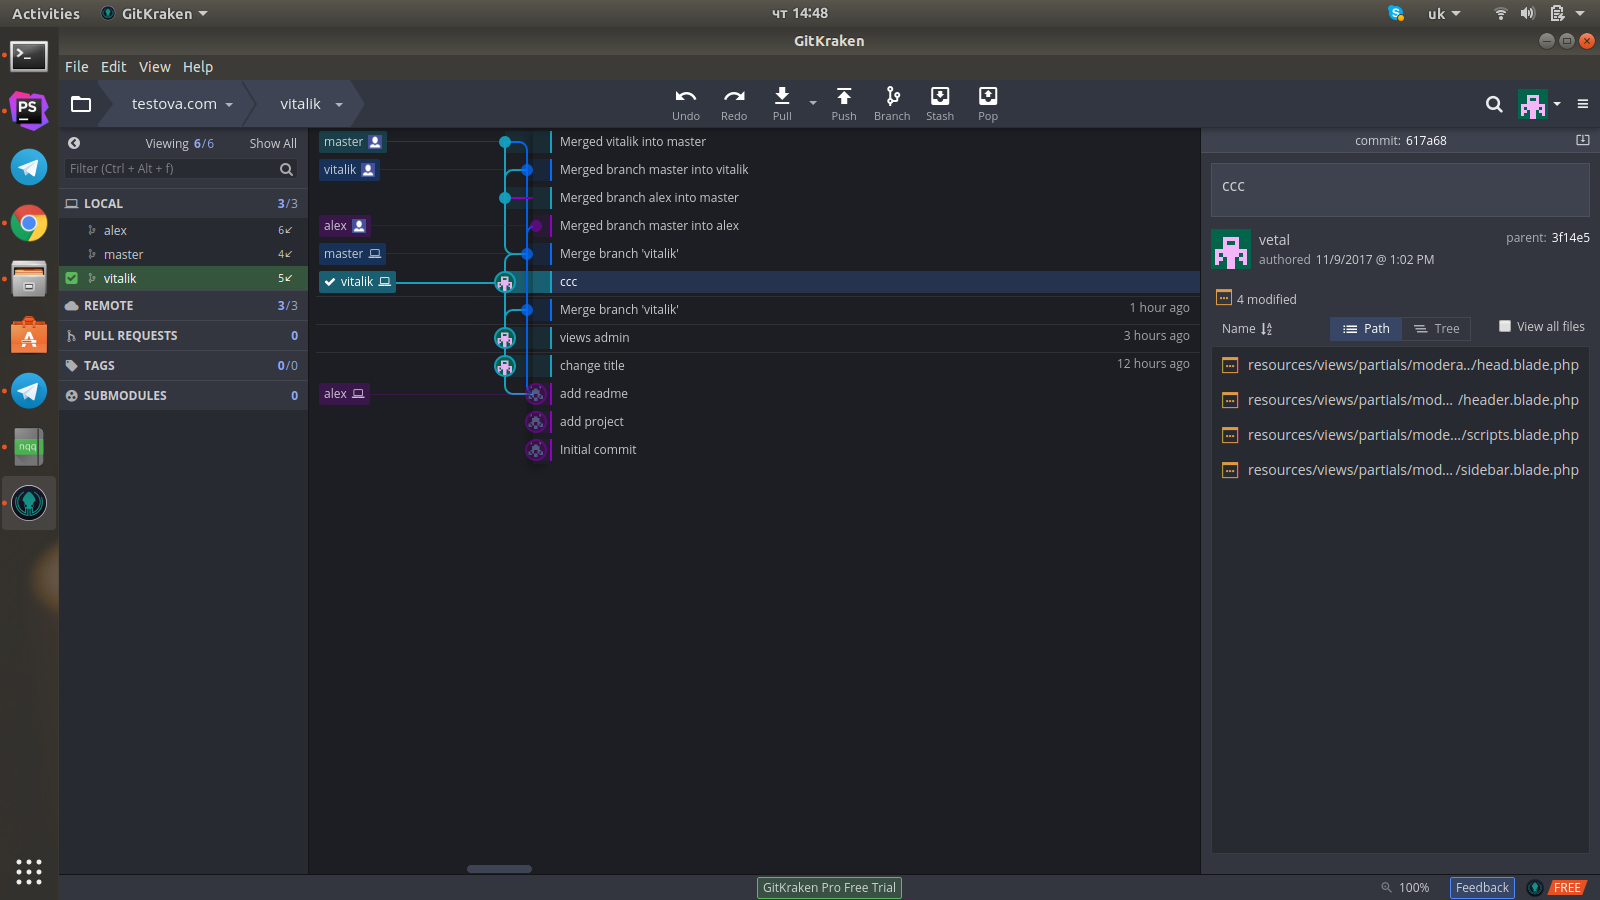 Activities GitKraken чт 14:48 uk
GitKraken
File Edit View Help
testova.com vitalik Undo Redo Pull Push Branch Stash Pop
Viewing 6/6 Show All
Filter (Ctrl + Alt + f)
LOCAL 3/3
alex 6
master 4
vitalik 5
REMOTE 3/3
PULL REQUESTS 0
TAGS 0/0
SUBMODULES 0
master Merged vitalik into master
vitalik Merged branch master into vitalik
Merged branch alex into master
alex Merged branch master into alex
master Merge branch 'vitalik'
vitalik ccc
Merge branch 'vitalik' 1 hour ago
views admin 3 hours ago
change title 12 hours ago
alex add readme
add project
Initial commit
commit: 617a68
ccc
vetal parent: 3f14e5
authored 11/9/2017 @ 1:02 PM
4 modified
Name Path Tree View all files
resources/views/partials/modera../head.blade.php
resources/views/partials/mod... /header.blade.php
resources/views/partials/mode.../scripts.blade.php
resources/views/partials/mod... /sidebar.blade.php
PS
nqq
GitKraken Pro Free Trial 100% Feedback FREE